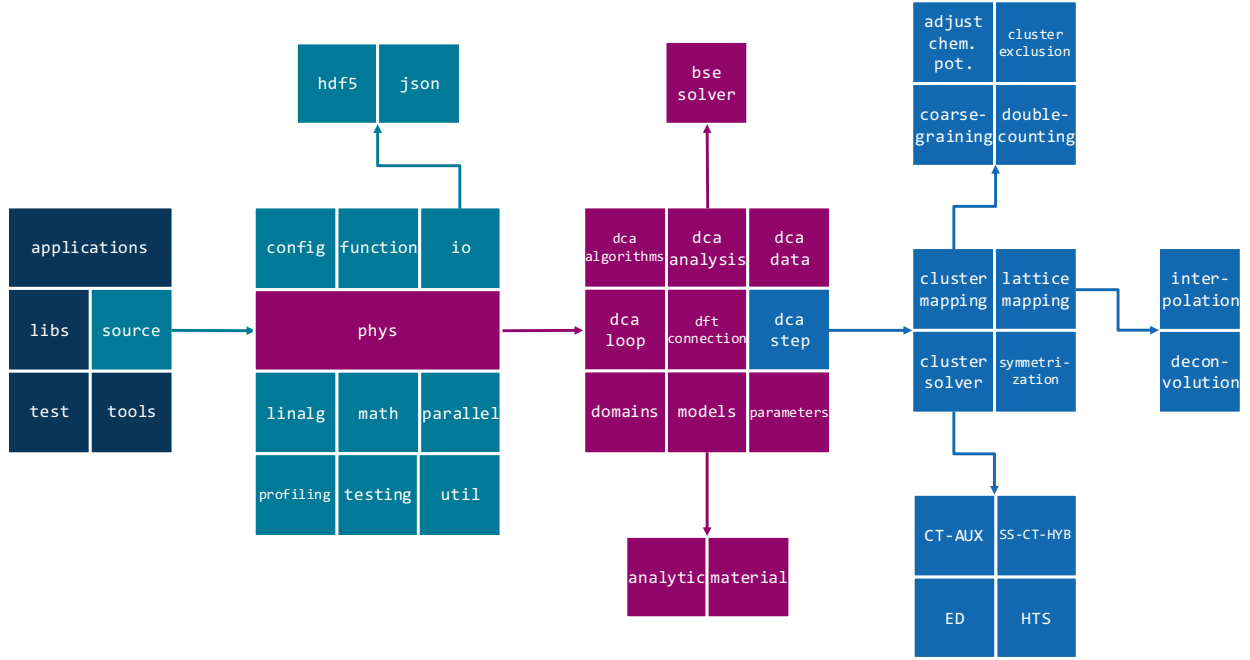 applications
libs
source
test
tools
hdf5
json
config
function
io
phys
linalg
math
parallel
profiling
testing
util
bse
solver
dca
algorithms
dca
analysis
dca
data
dca
loop
dft
connection
dca
step
domains
models
parameters
analytic
material
adjust
chem.
pot.
cluster
exclusion
coarse-
graining
double-
counting
cluster
mapping
lattice
mapping
cluster
solver
symmetri-
zation
inter-
polation
decon-
volution
CT-AUX
SS-CT-HYB
ED
HTS